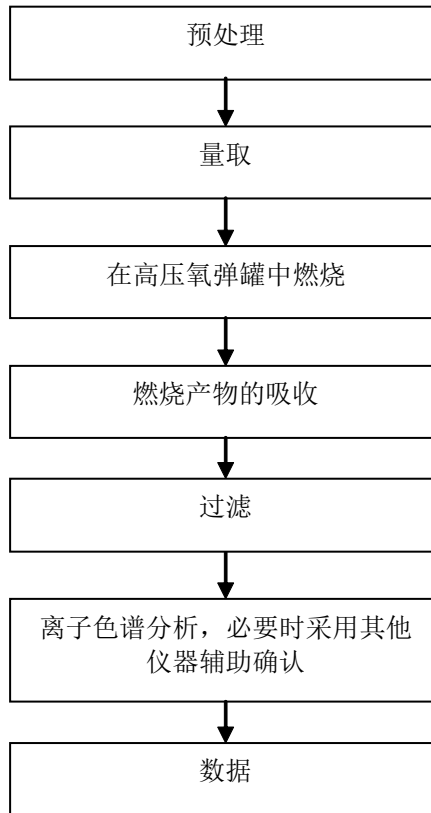 预处理
量取
在高压氧弹罐中燃烧
燃烧产物的吸收
过滤
离子色谱分析，必要时采用其他
仪器辅助确认
数据